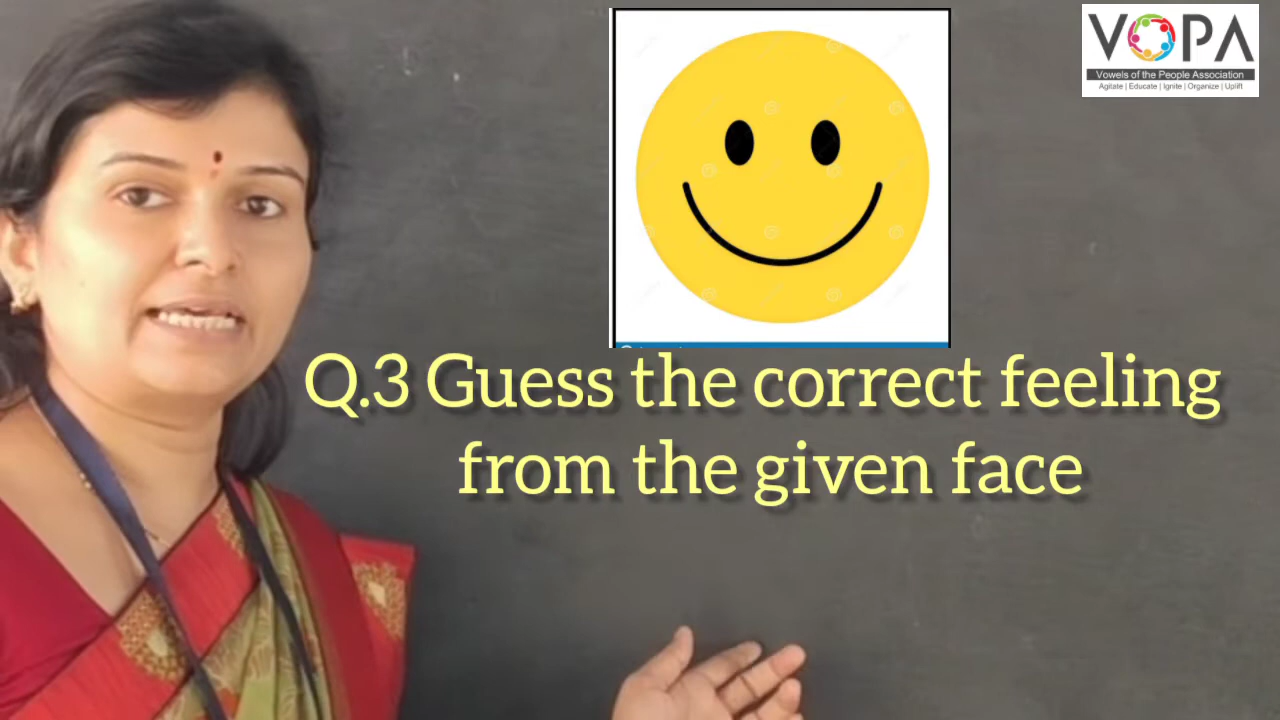 VOPA
Vowels of the People Association
Agitate | Educate | Ignite | Organize | Uplift
Q.3 Guess the correct feeling
from the given face